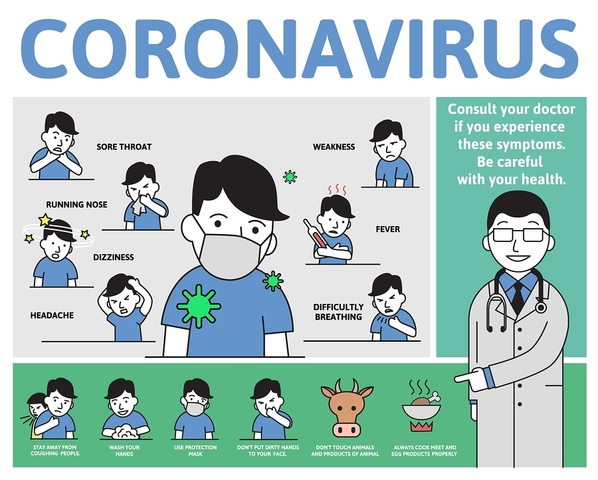 CORONAVIRUS
SORE THROAT
RUNNING NOSE
DIZZINESS
HEADACHE
WEAKNESS
FEVER
DIFFICULTLY
BREATHING
Consult your doctor
if you experience
these symptoms.
Be careful
with your health.
STAY AWAY FROM
COUGHING PEOPLE.
WASH YOUR
HANDS
USE PROTECTION
MASK
DON'T PUT DIRTY HANDS
TO YOUR FACE.
DON'T TOUCH ANIMALS
AND PRODUCTS OF ANIMAL
ALWAYS COOK MEET AND
EGG PRODUCTS PROPERLY